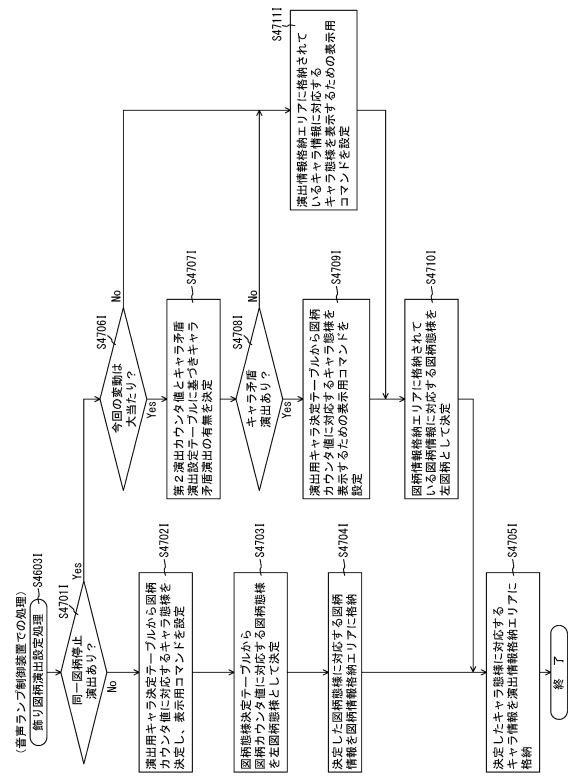 (音声ランプ制御装置での処理)
飾り図柄演出設定処理
S4603I
S4701I
同一図柄停止
演出あり?
Yes
No
S4702I
演出用キャラ決定テーブルから図柄
カウンタ値に対応するキャラ態様を
決定し、表示用コマンドを設定
S4703I
図柄態様決定テーブルから
図柄カウンタ値に対応する図柄態様
を左図柄態様として決定
S4704I
決定した図柄態様に対応する図柄
情報を図柄情報格納エリアに格納
S4706I
今回の変動は
大当たり?
No
Yes
S4707I
第2演出カウンタ値とキャラ矛盾
演出設定テーブルに基づきキャラ
矛盾演出の有無を決定
S4708I
キャラ矛盾
演出あり?
No
Yes
S4709I
演出用キャラ決定テーブルから図柄
カウンタ値に対応するキャラ態様を
表示するための表示用コマンドを
設定
S4711I
演出情報格納エリアに格納されて
いるキャラ情報に対応する
キャラ態様を表示するための表示用
コマンドを設定
S4710I
図柄情報格納エリアに格納されて
いる図柄情報に対応する図柄態様を
左図柄として決定
S4705I
決定したキャラ態様に対応する
キャラ情報を演出情報格納エリアに
格納
終了